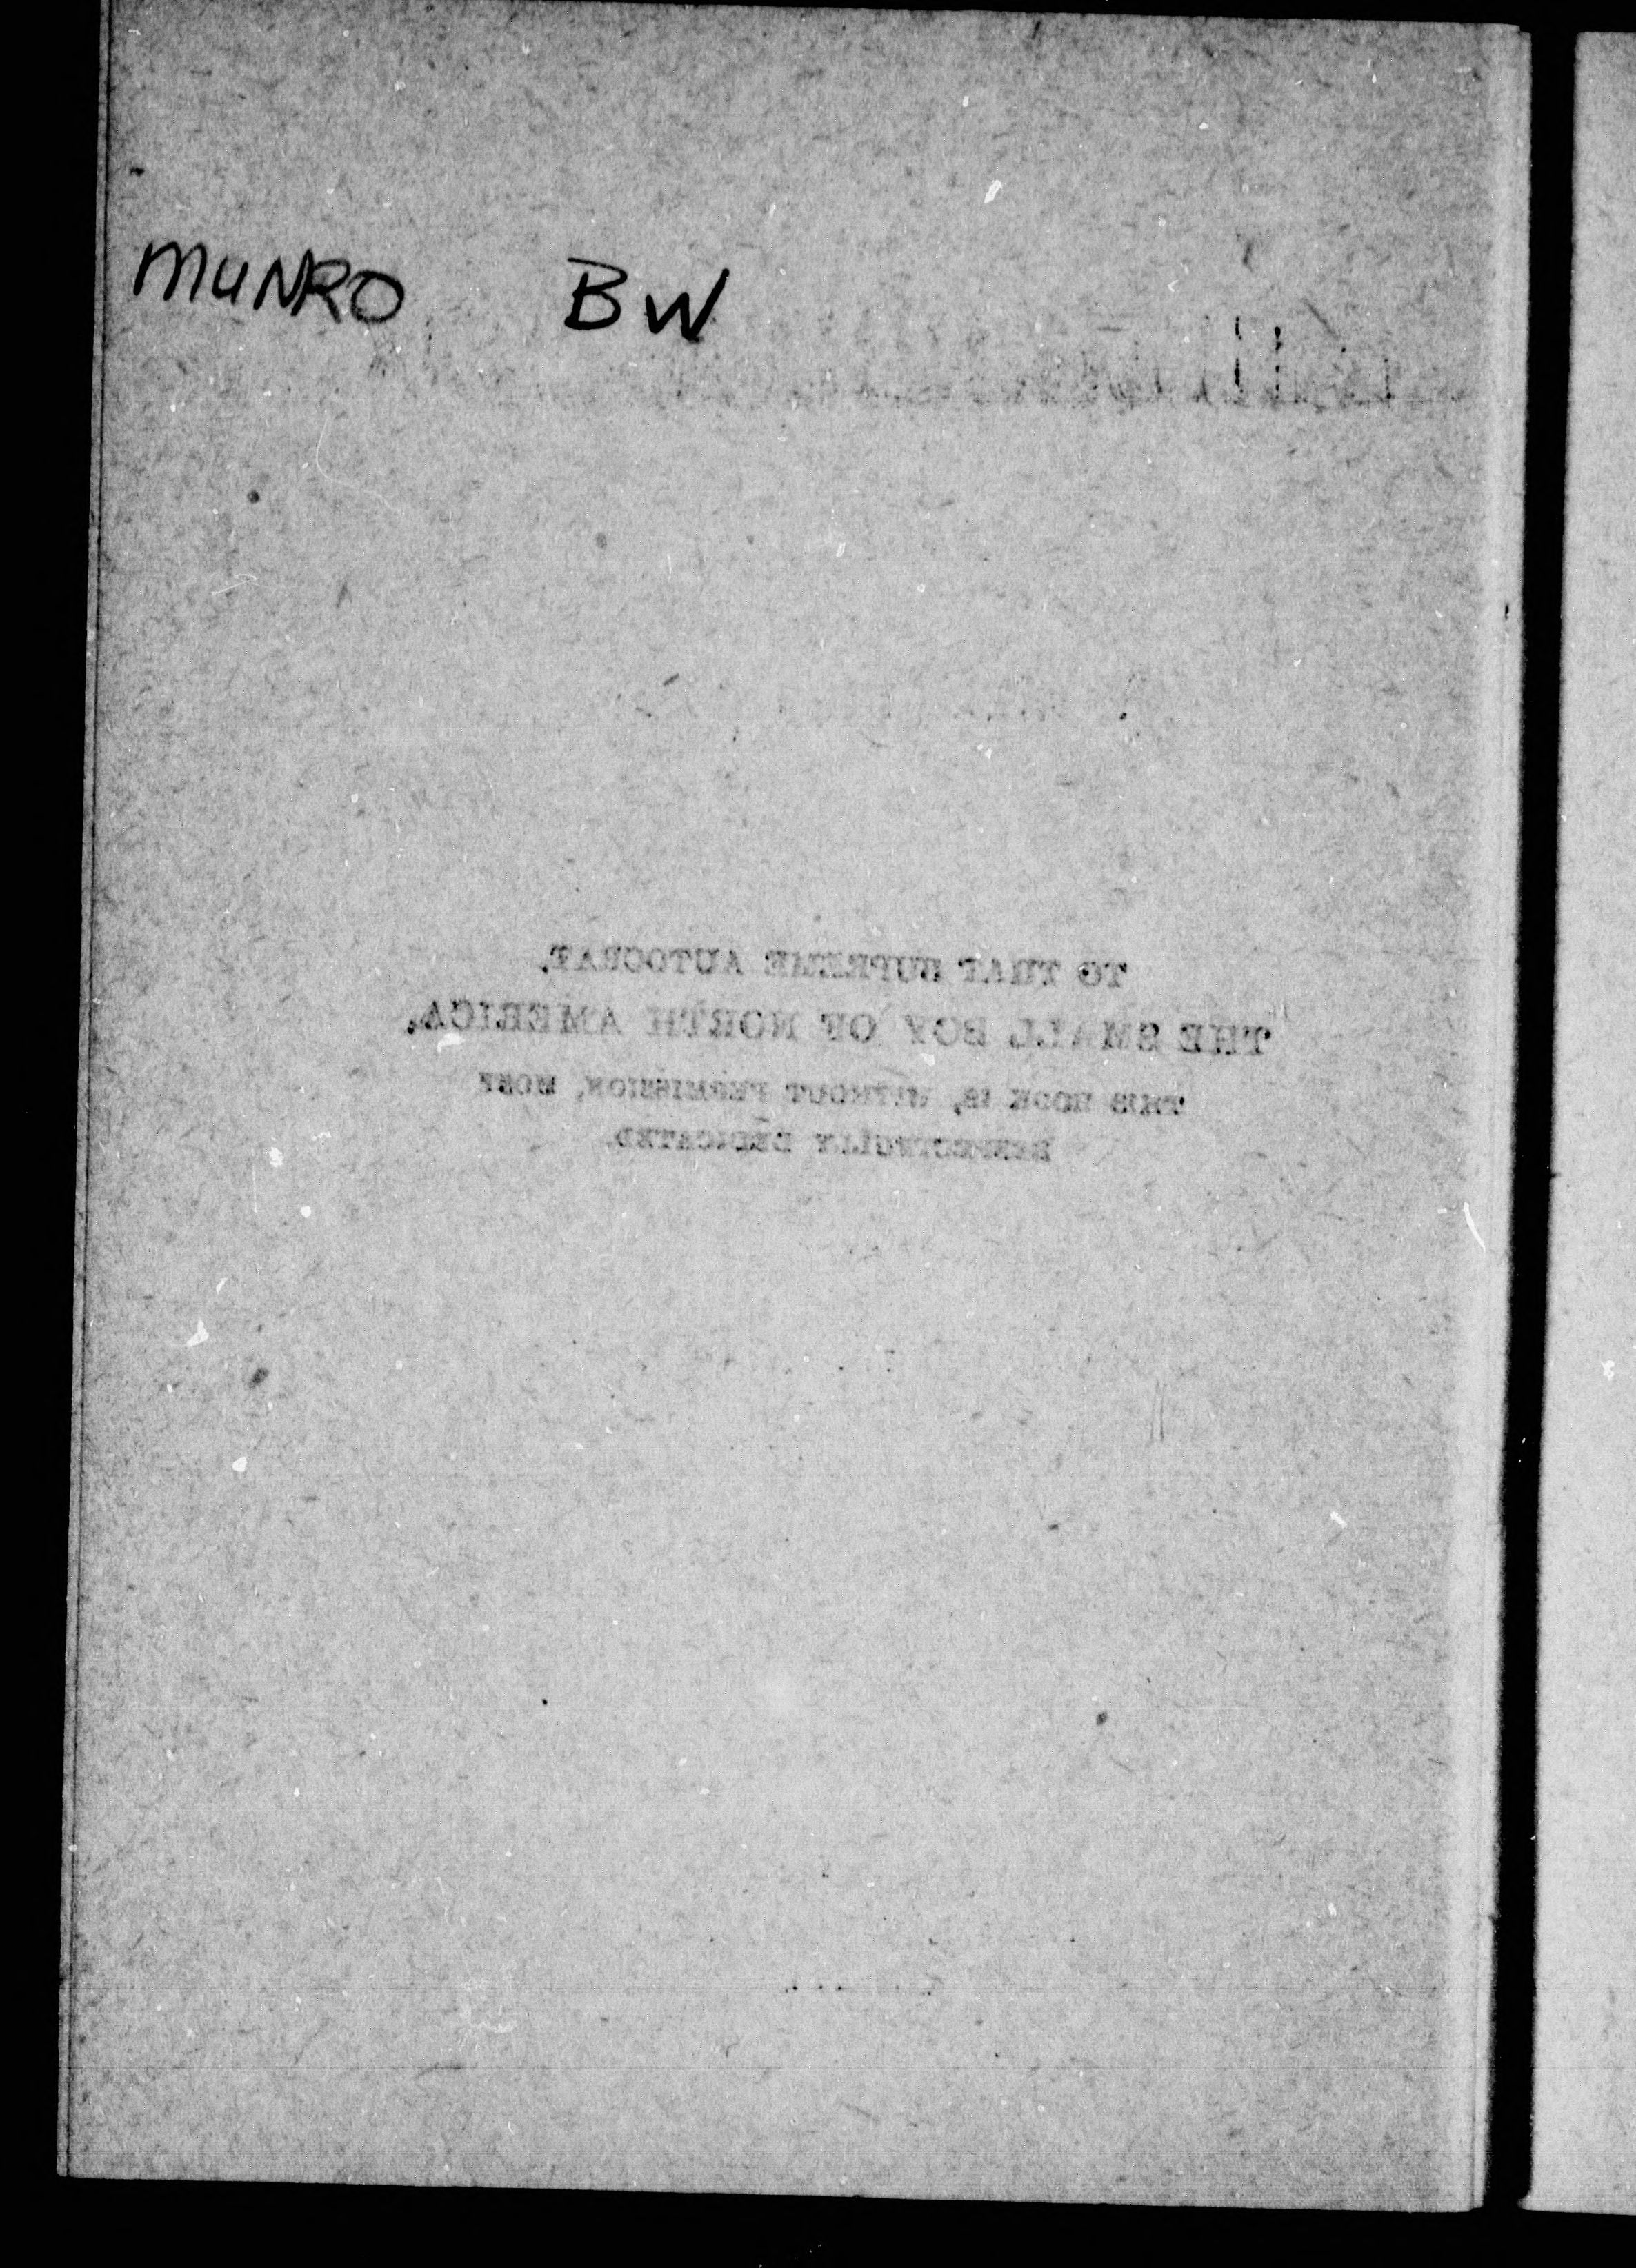 MUNRO BW
TO THAT SUPREME AUTOCRAT,
THE SMALL BOY OF NORTH AMERICA,
THIS BOOK IS, WITHOUT PERMISSION, MOST
RESPECTFULLY DEDICATED.